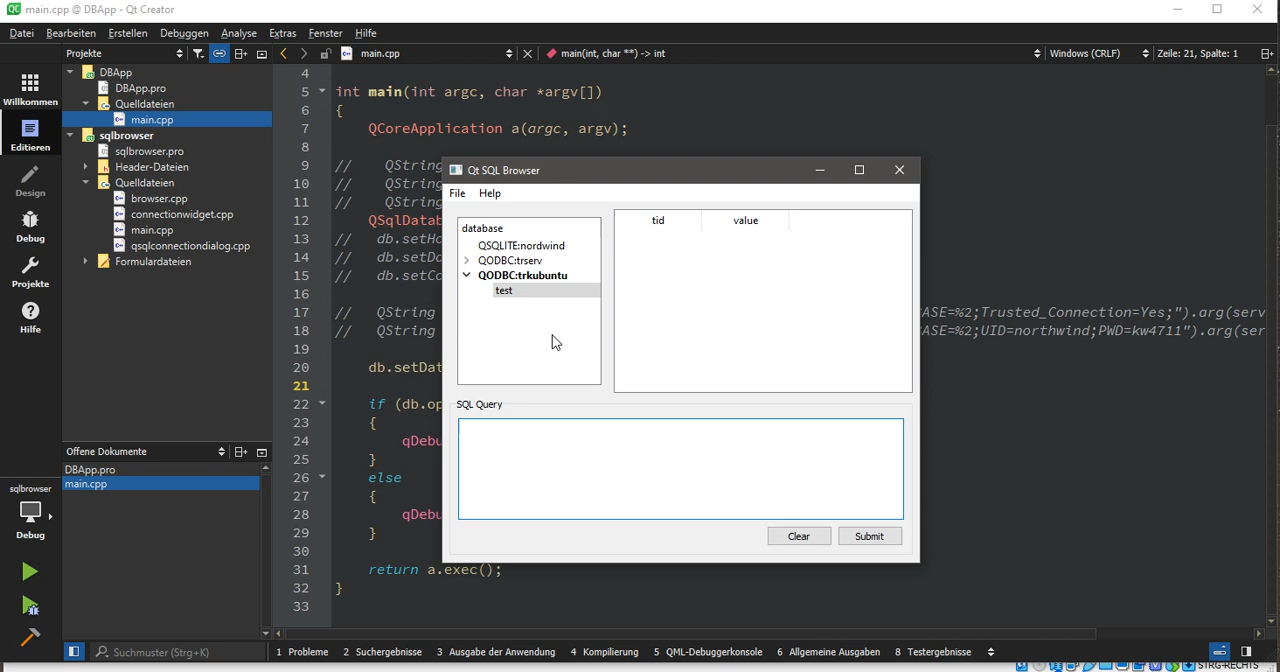 main.cpp @ DBApp - Qt Creator
Datei Bearbeiten Erstellen Debuggen Analyse Extras Fenster Hilfe
Projekte
main.cpp
main(int, char **) -> int
Windows (CRLF)
Zeile: 21, Spalte: 1
Willkommen
Editieren
Design
Debug
Projekte
Hilfe
sqlbrowser
Debug
DBApp
DBApp.pro
Quelldateien
main.cpp
sqlbrowser
sqlbrowser.pro
Header-Dateien
Quelldateien
browser.cpp
connectionwidget.cpp
main.cpp
qsqlconnectiondialog.cpp
Formulardateien
Offene Dokumente
DBApp.pro
main.cpp
4
5 int main(int argc, char *argv[])
6 {
7 QCoreApplication a(argc, argv);
8
9 // QString
10 // QString
11 // QString
12 QSqlDatab
13 // db.setHo
14 // db.setDa
15 // db.setCo
16
17 // QString ASE=%2;Trusted_Connection=Yes;").arg(serv
18 // QString ASE=%2;UID=northwind;PWD=kw4711").arg(ser
19
20 db.setDat
21
22 if (db.op
23 {
24 qDebu
25 }
26 else
27 {
28 qDebu
29 }
30
31 return a.exec();
32 }
33
Qt SQL Browser
File Help
database
QSQLITE:nordwind
QODBC:trserv
QODBC:trkubuntu
test
tid value
SQL Query
Clear Submit
Suchmuster (Strg+K)
1 Probleme 2 Suchergebnisse 3 Ausgabe der Anwendung 4 Kompilierung 5 QML-Debuggerkonsole 6 Allgemeine Ausgaben 8 Testergebnisse
STRG-RECHTS